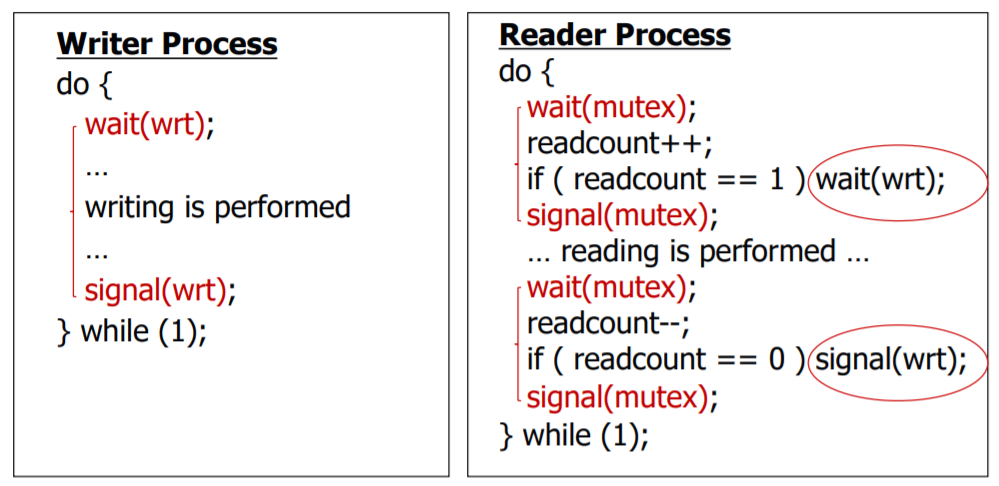 Writer Process
do {
wait(wrt);
...
writing is performed
...
signal(wrt);
} while (1);
Reader Process
do {
wait(mutex);
readcount++;
if ( readcount == 1 ) wait(wrt);
signal(mutex);
... reading is performed ...
wait(mutex);
readcount--;
if ( readcount == 0 ) signal(wrt);
signal(mutex);
} while (1);